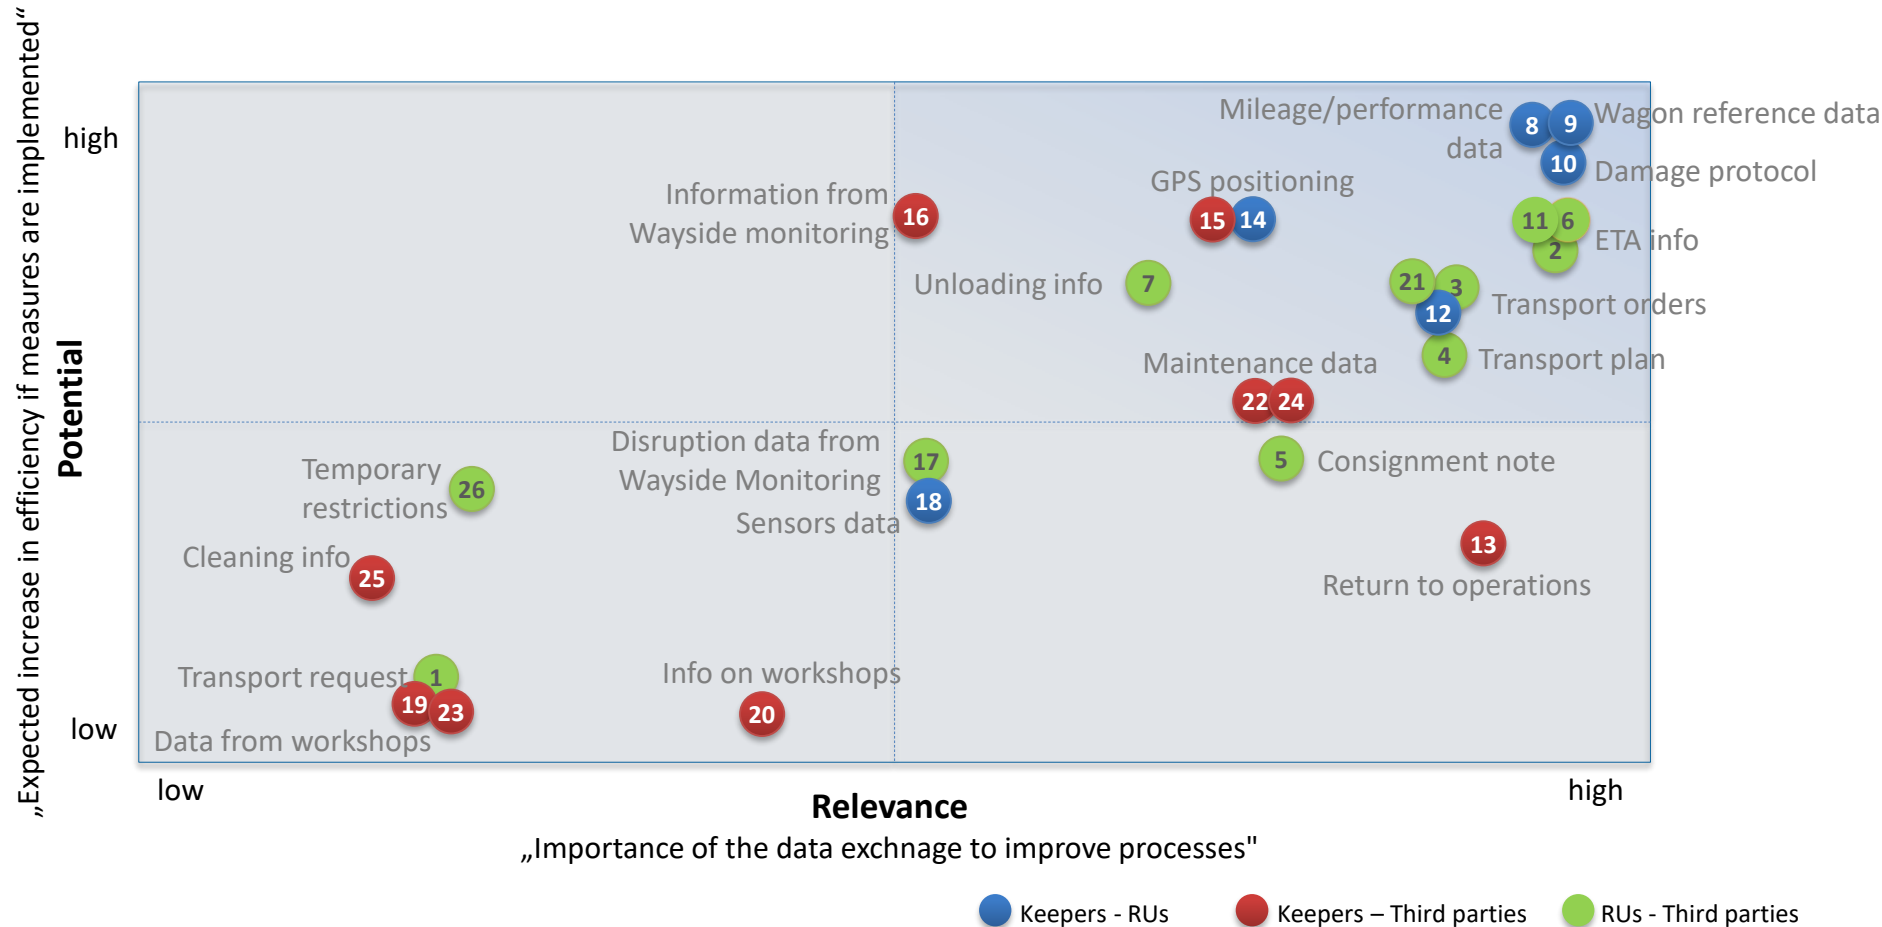 „Expected increase in efficiency if measures are implemented“
Potential
high
low
Mileage/performance
data
8
9
Wagon reference data
10
Damage protocol
GPS positioning
15
14
Information from
Wayside monitoring
16
11
6
2
ETA info
Unloading info
7
21
3
12
Transport orders
4
Transport plan
Maintenance data
22
24
Disruption data from
Wayside Monitoring
17
18
Sensors data
5
Consignment note
Temporary
restrictions
26
13
Return to operations
Cleaning info
25
Transport request
1
19
23
Data from workshops
Info on workshops
20
low
high
Relevance
„Importance of the data exchnage to improve processes"
Keepers - RUs
Keepers – Third parties
RUs - Third parties